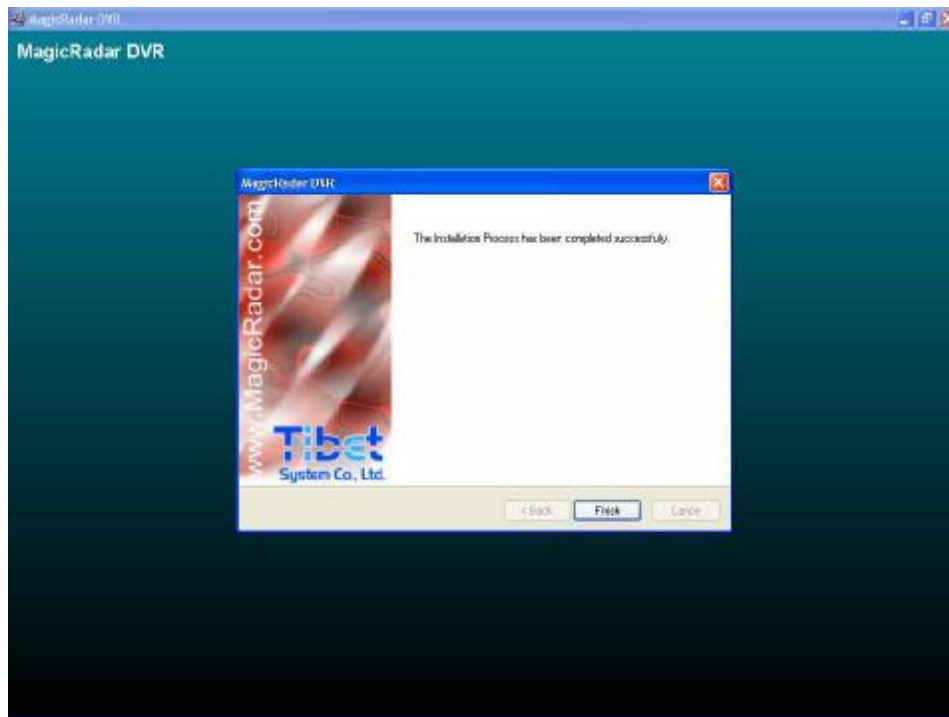 MagicRadar DVR
MagicRadar DVR
MagicRadar DVR
www.MagicRadar.com
The Installation Process has been completed successfully.
Tibet
System Co., Ltd.
< Back
Finish
Cancel